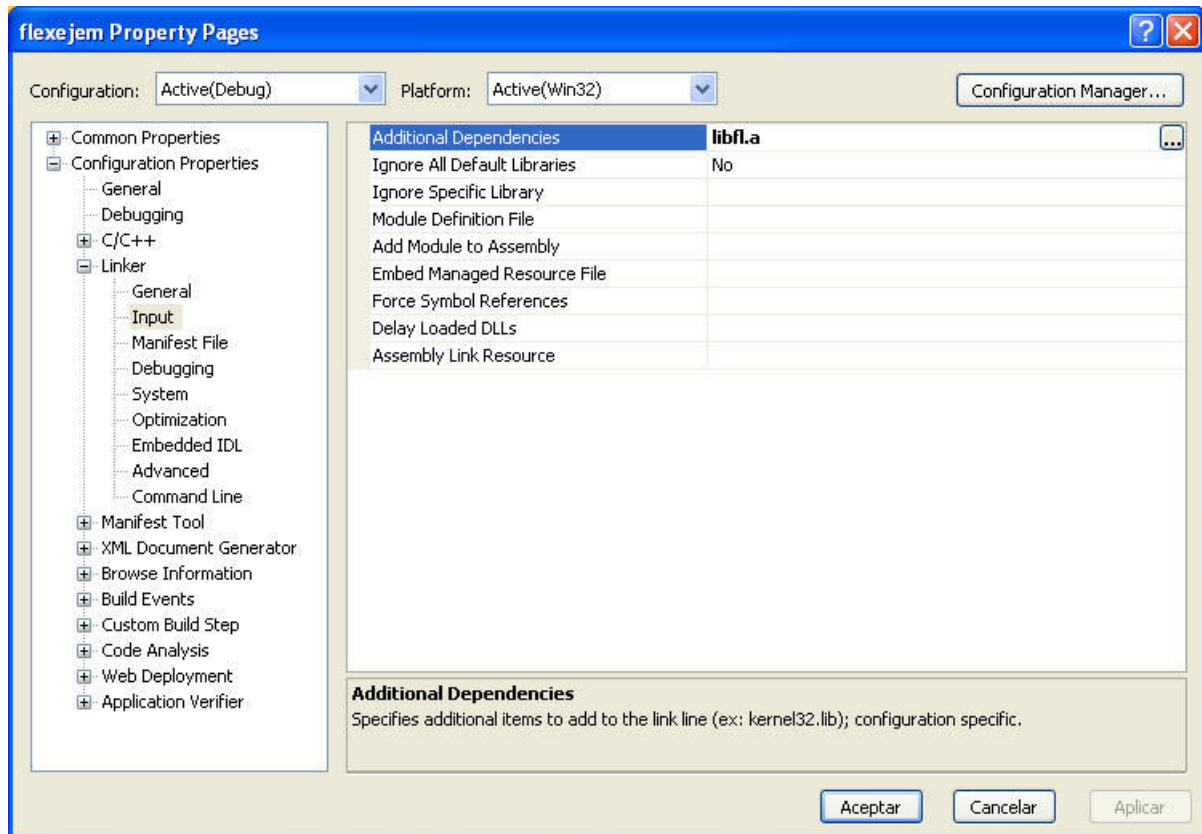 flexejem Property Pages
Configuration: Active(Debug) Platform: Active(Win32) Configuration Manager...
Common Properties
Configuration Properties
General
Debugging
C/C++
Linker
General
Input
Manifest File
Debugging
System
Optimization
Embedded IDL
Advanced
Command Line
Manifest Tool
XML Document Generator
Browse Information
Build Events
Custom Build Step
Code Analysis
Web Deployment
Application Verifier
Additional Dependencies libfl.a ...
Ignore All Default Libraries No
Ignore Specific Library
Module Definition File
Add Module to Assembly
Embed Managed Resource File
Force Symbol References
Delay Loaded DLLs
Assembly Link Resource
Additional Dependencies
Specifies additional items to add to the link line (ex: kernel32.lib); configuration specific.
Aceptar Cancelar Aplicar